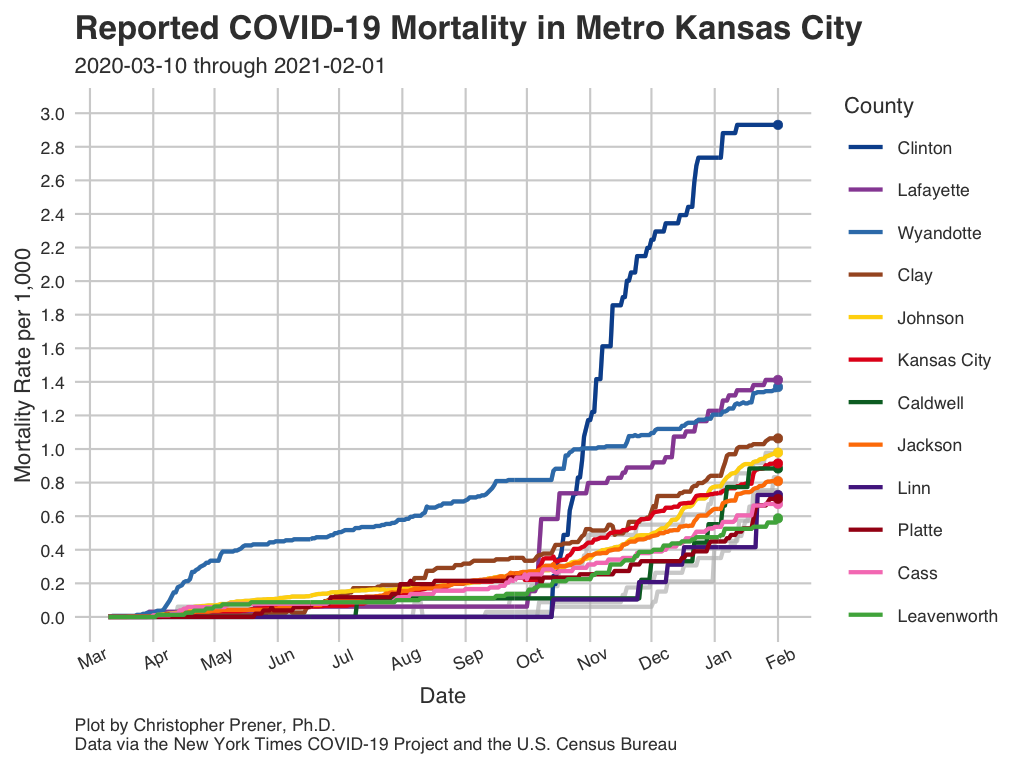 Reported COVID-19 Mortality in Metro Kansas City
2020-03-10 through 2021-02-01
Mortality Rate per 1,000
3.0
2.8
2.6
2.4
2.2
2.0
1.8
1.6
1.4
1.2
1.0
0.8
0.6
0.4
0.2
0.0
Mar
Apr
May
Jun
Jul
Aug
Sep
Oct
Nov
Dec
Jan
Feb
Date
County
Clinton
Lafayette
Wyandotte
Clay
Johnson
Kansas City
Caldwell
Jackson
Linn
Platte
Cass
Leavenworth
Plot by Christopher Prener, Ph.D.
Data via the New York Times COVID-19 Project and the U.S. Census Bureau